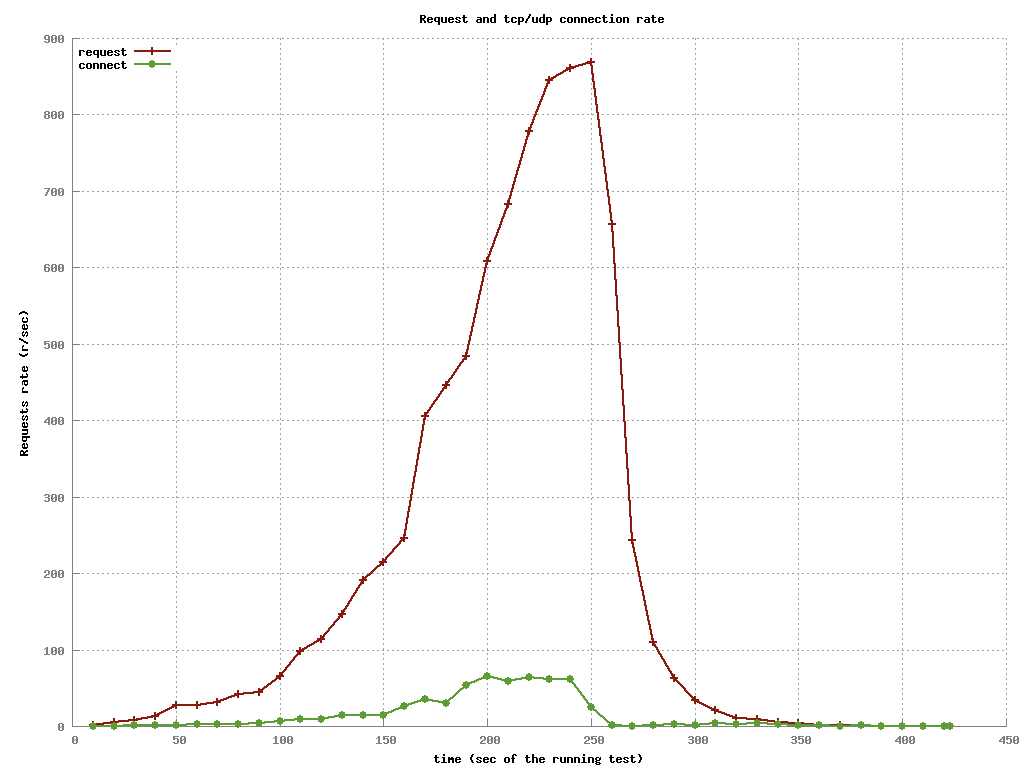 Request and tcp/udp connection rate
900
request
connect
800
700
600
500
400
300
200
100
0
Requests rate (r/sec)
0 50 100 150 200 250 300 350 400 450
time (sec of the running test)